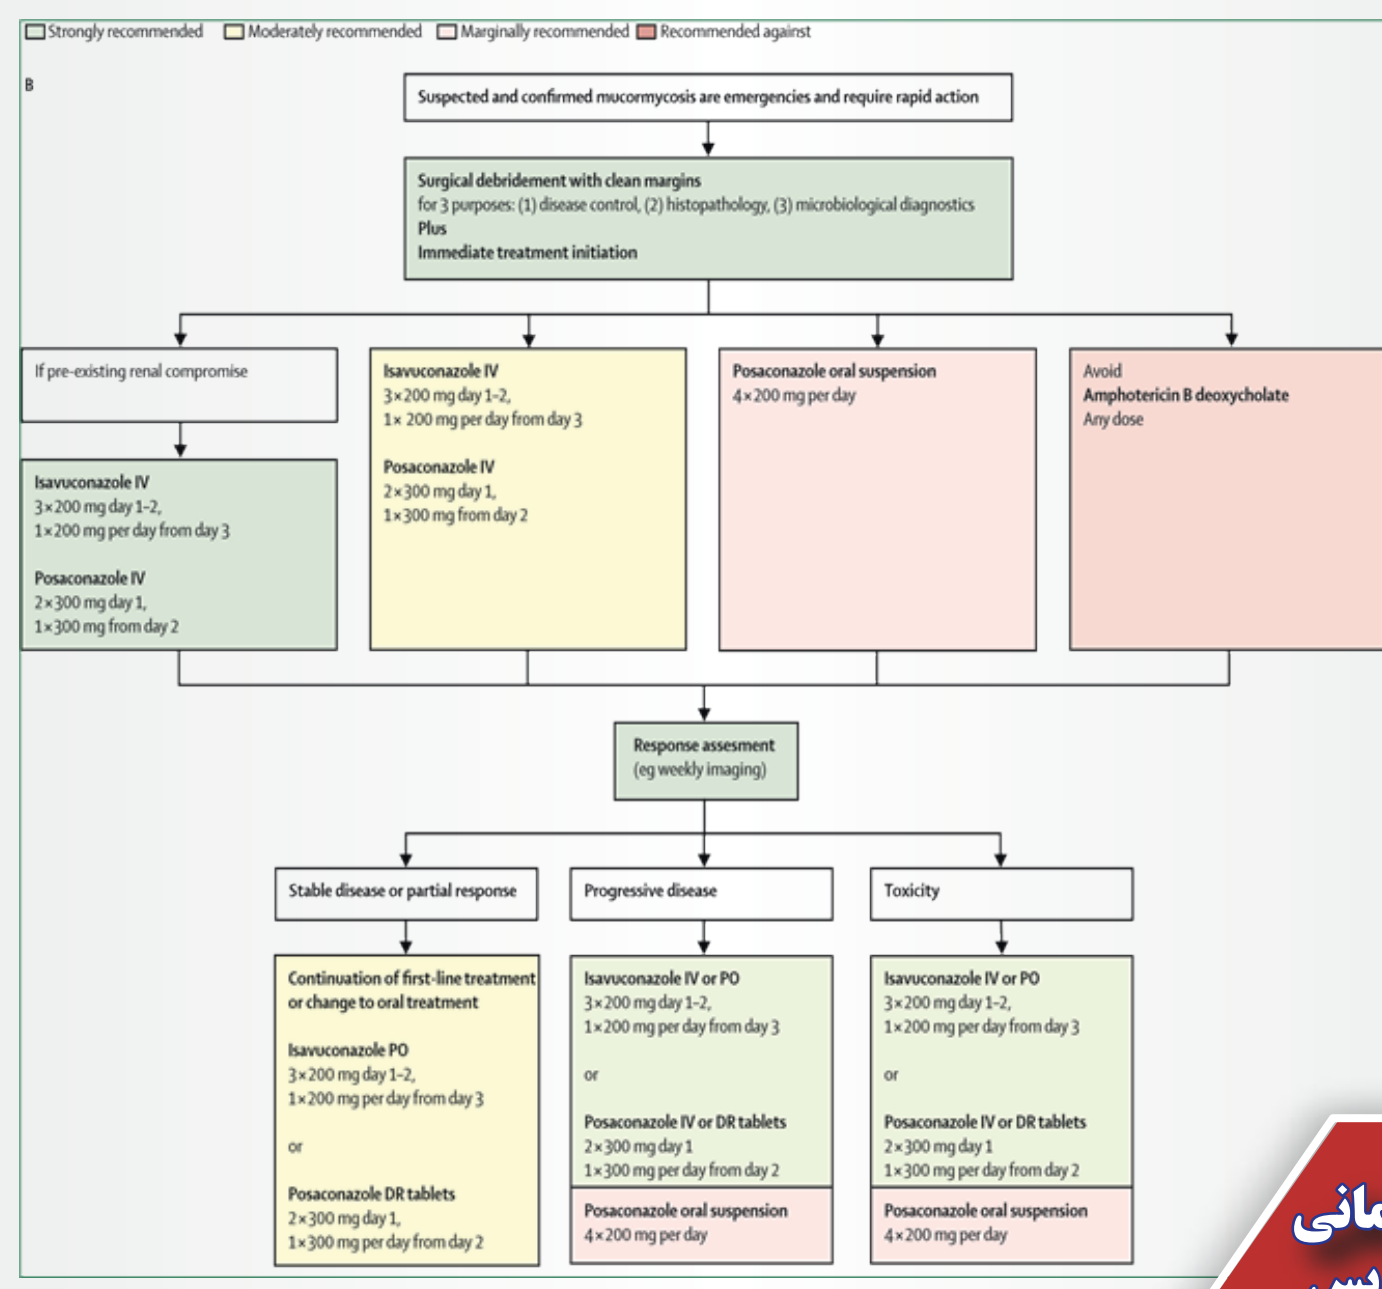 Strongly recommended
Moderately recommended
Marginally recommended
Recommended against
B
Suspected and confirmed mucormycosis are emergencies and require rapid action
Surgical debridement with clean margins
for 3 purposes: (1) disease control, (2) histopathology, (3) microbiological diagnostics
Plus
Immediate treatment initiation
If pre-existing renal compromise
Isavuconazole IV
3×200 mg day 1–2,
1×200 mg per day from day 3
Posaconazole IV
2×300 mg day 1,
1×300 mg from day 2
Isavuconazole IV
3×200 mg day 1–2,
1× 200 mg per day from day 3
Posaconazole IV
2×300 mg day 1,
1×300 mg from day 2
Posaconazole oral suspension
4×200 mg per day
Avoid
Amphotericin B deoxycholate
Any dose
Response assesment
(eg weekly imaging)
Stable disease or partial response
Continuation of first-line treatment
or change to oral treatment
Isavuconazole PO
3×200 mg day 1–2,
1×200 mg per day from day 3
or
Posaconazole DR tablets
2×300 mg day 1,
1×300 mg per day from day 2
Progressive disease
Isavuconazole IV or PO
3×200 mg day 1–2,
1×200 mg per day from day 3
or
Posaconazole IV or DR tablets
2×300 mg day 1
1×300 mg per day from day 2
Posaconazole oral suspension
4×200 mg per day
Toxicity
Isavuconazole IV or PO
3×200 mg day 1–2,
1×200 mg per day from day 3
or
Posaconazole IV or DR tablets
2×300 mg day 1
1×300 mg per day from day 2
Posaconazole oral suspension
4×200 mg per day